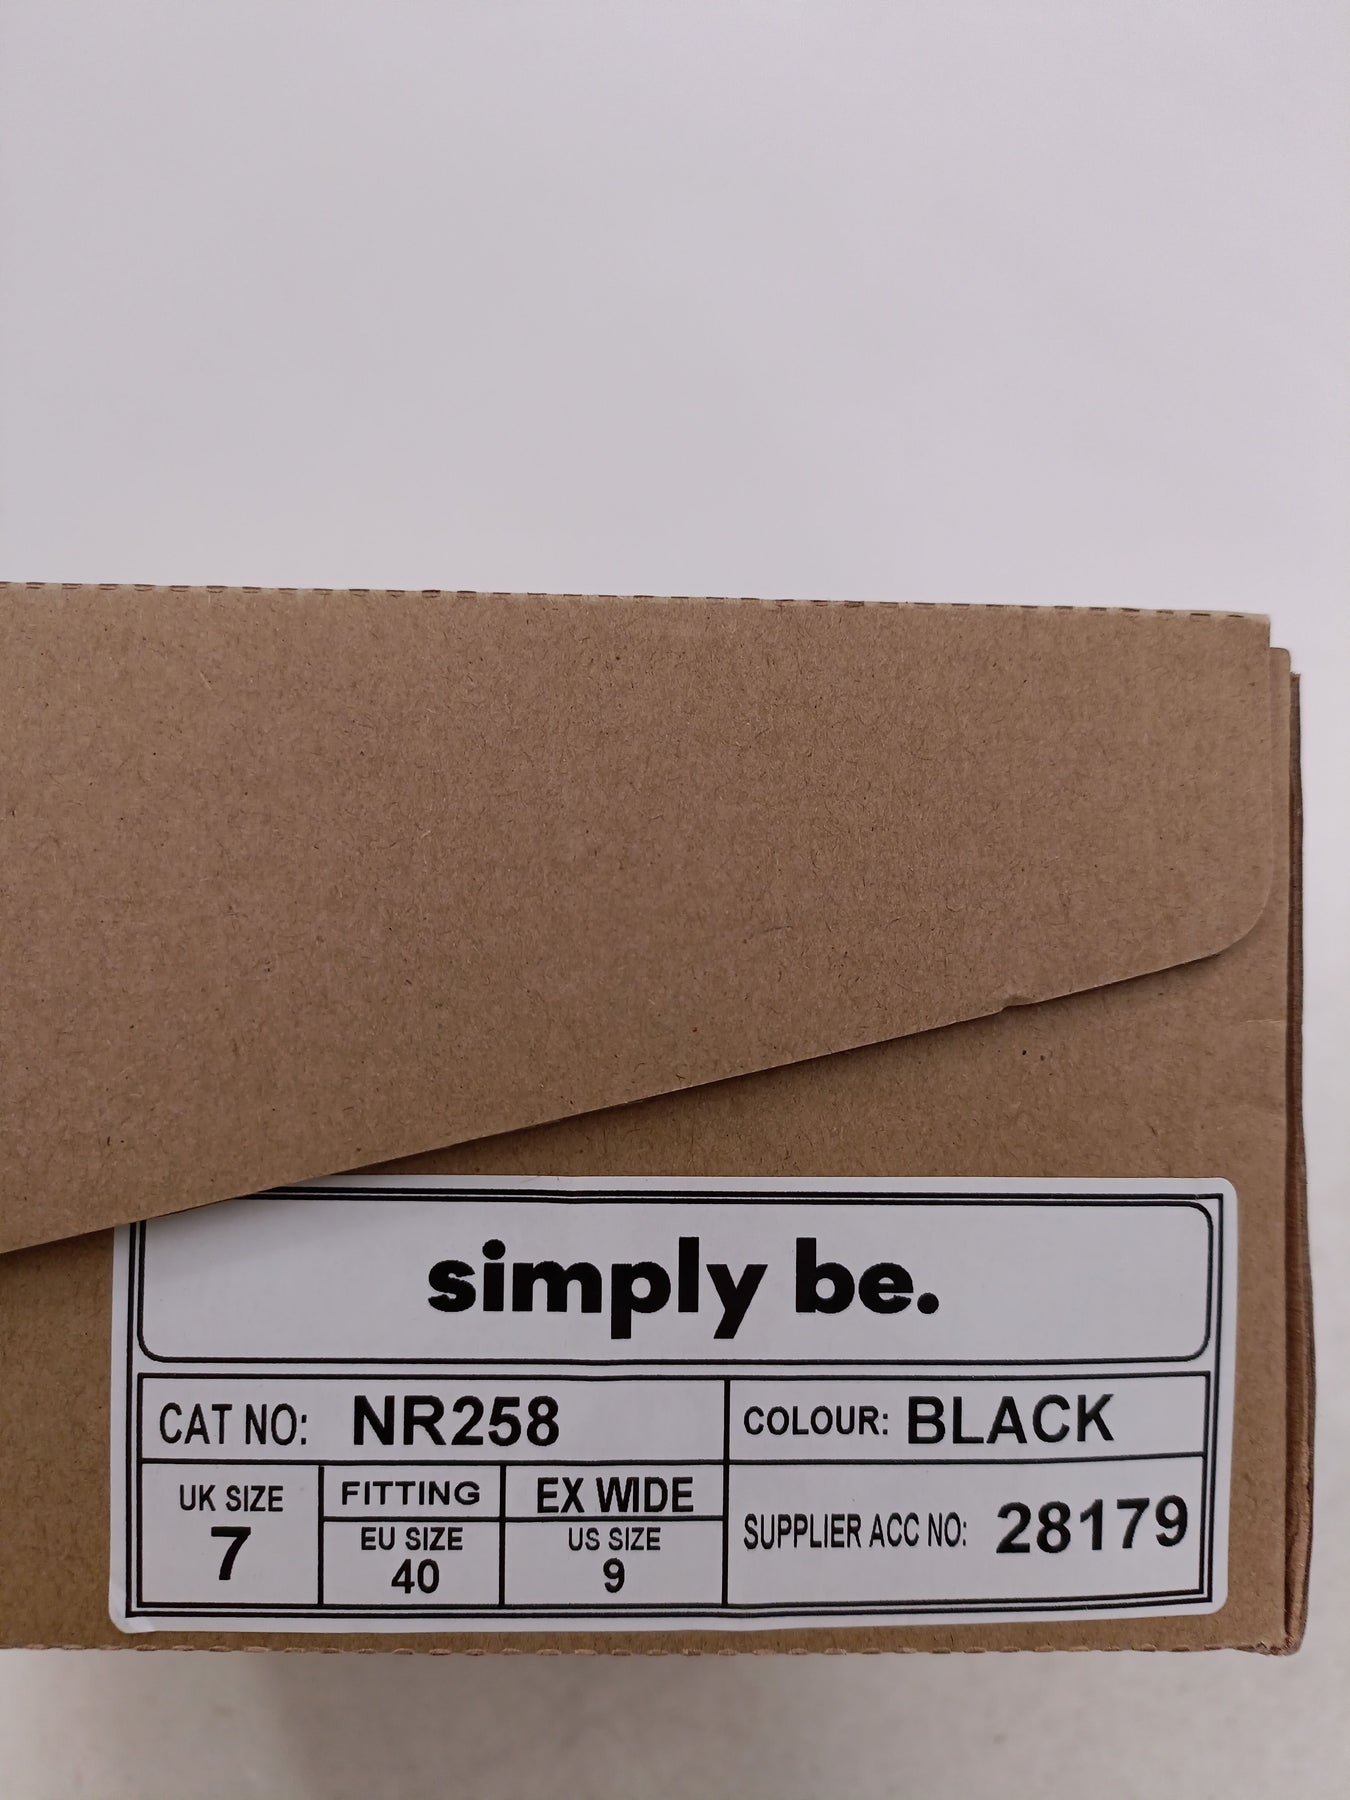 simply be.
CAT NO: NR258
COLOUR: BLACK
UK SIZE
7
FITTING
EX WIDE
EU SIZE
40
US SIZE
9
SUPPLIER ACC NO: 28179